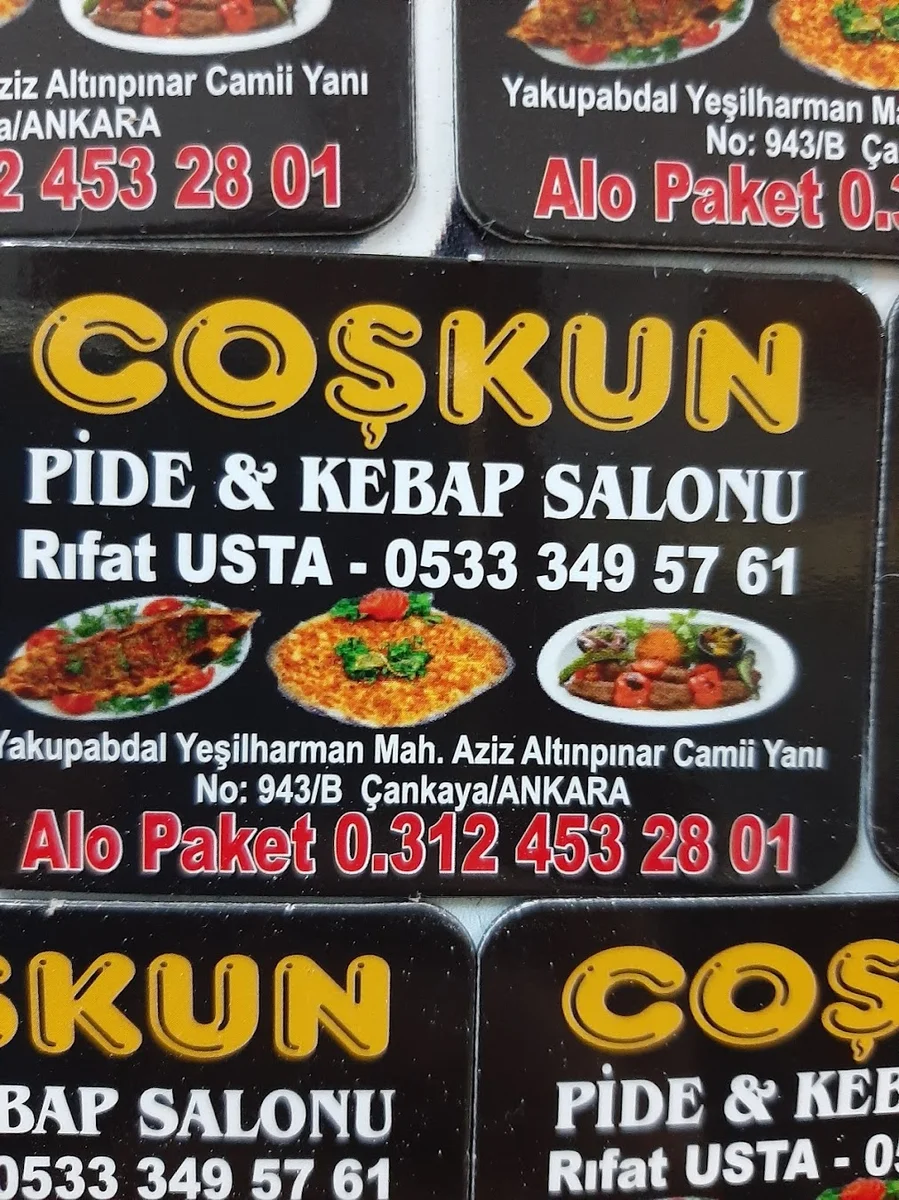 ziz Altınpınar Camii Yanı
a/ANKARA
2 453 28 01
Yakupabdal Yeşilharman Ma
No: 943/B Ça
Alo Paket 0.3
COŞKUN
PİDE & KEBAP SALONU
Rıfat USTA - 0533 349 57 61
Yakupabdal Yeşilharman Mah. Aziz Altınpınar Camii Yanı
No: 943/B Çankaya/ANKARA
Alo Paket 0.312 453 28 01
ŞKUN
BAP SALONU
0533 349 57 61
COŞ
PİDE & KEB
Rıfat USTA - 05